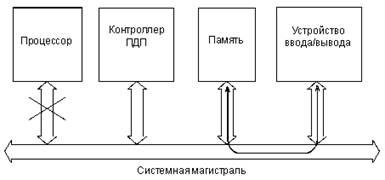 Процессор
Контроллер
ПДП
Память
Устройство
ввода/вывода
Системная магистраль